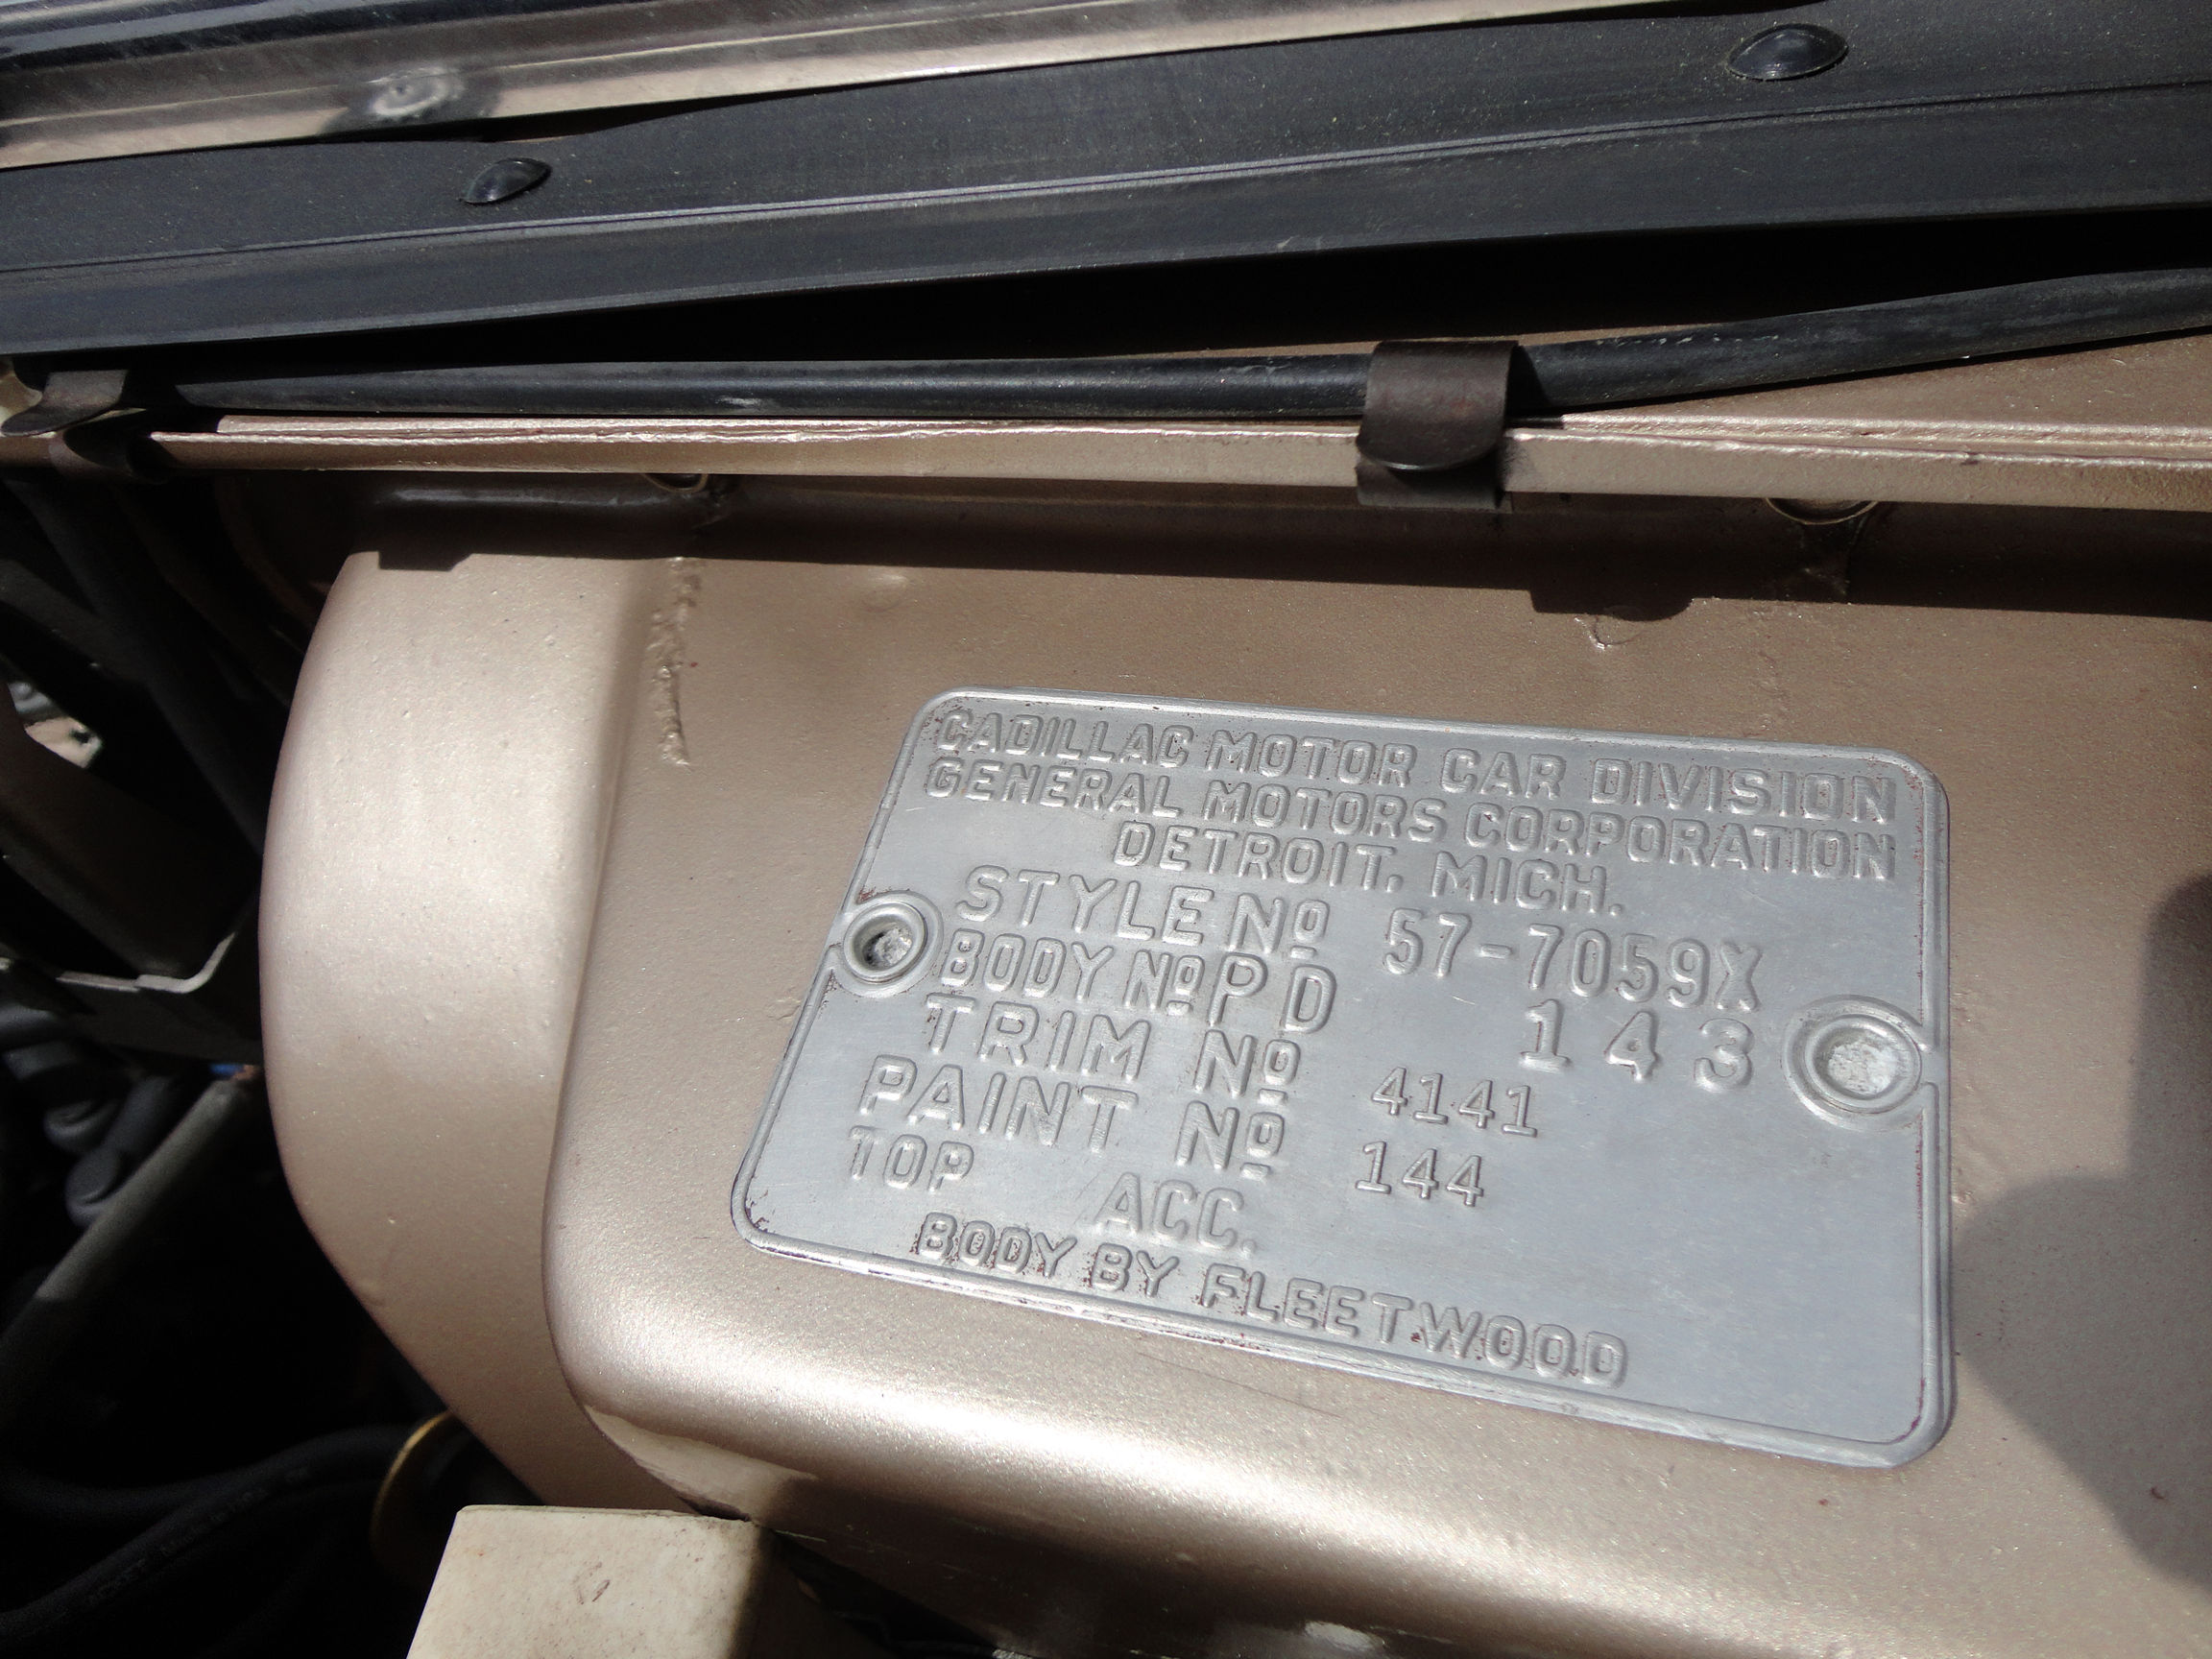 CADILLAC MOTOR CAR DIVISION
GENERAL MOTORS CORPORATION
DETROIT, MICH.
STYLE Nº 57-7059X
BODY Nº P D 143
TRIM Nº 4141
PAINT Nº 144
TOP ACC.
BODY BY FLEETWOOD